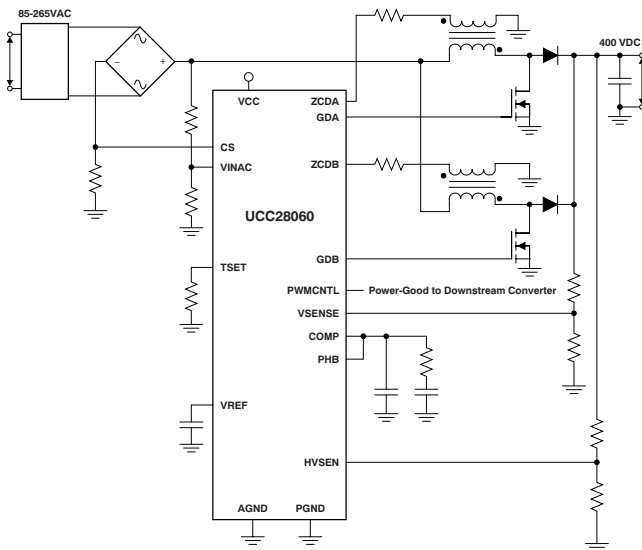 85-265VAC
400 VDC
−
+
VCC
ZCDA
GDA
CS
ZCDB
VINAC
UCC28060
GDB
TSET
PWMCNTL
Power-Good to Downstream Converter
VSENSE
COMP
PHB
VREF
HVSEN
AGND
PGND